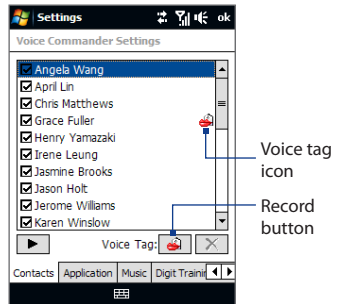 Settings ok
Voice Commander Settings
Angela Wang
April Lin
Chris Matthews
Grace Fuller
Henry Yamazaki
Irene Leung
Jasmine Brooks
Jason Holt
Jerome Williams
Karen Winslow
Voice Tag:
Contacts Application Music Digit Trainin
Voice tag
icon
Record
button